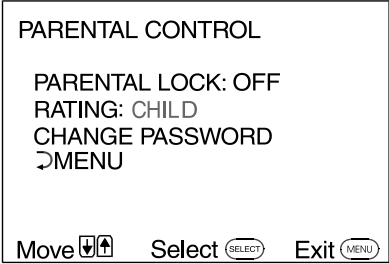 PARENTAL CONTROL
PARENTAL LOCK: OFF
RATING: CHILD
CHANGE PASSWORD
MENU
Move Select SELECT Exit MENU